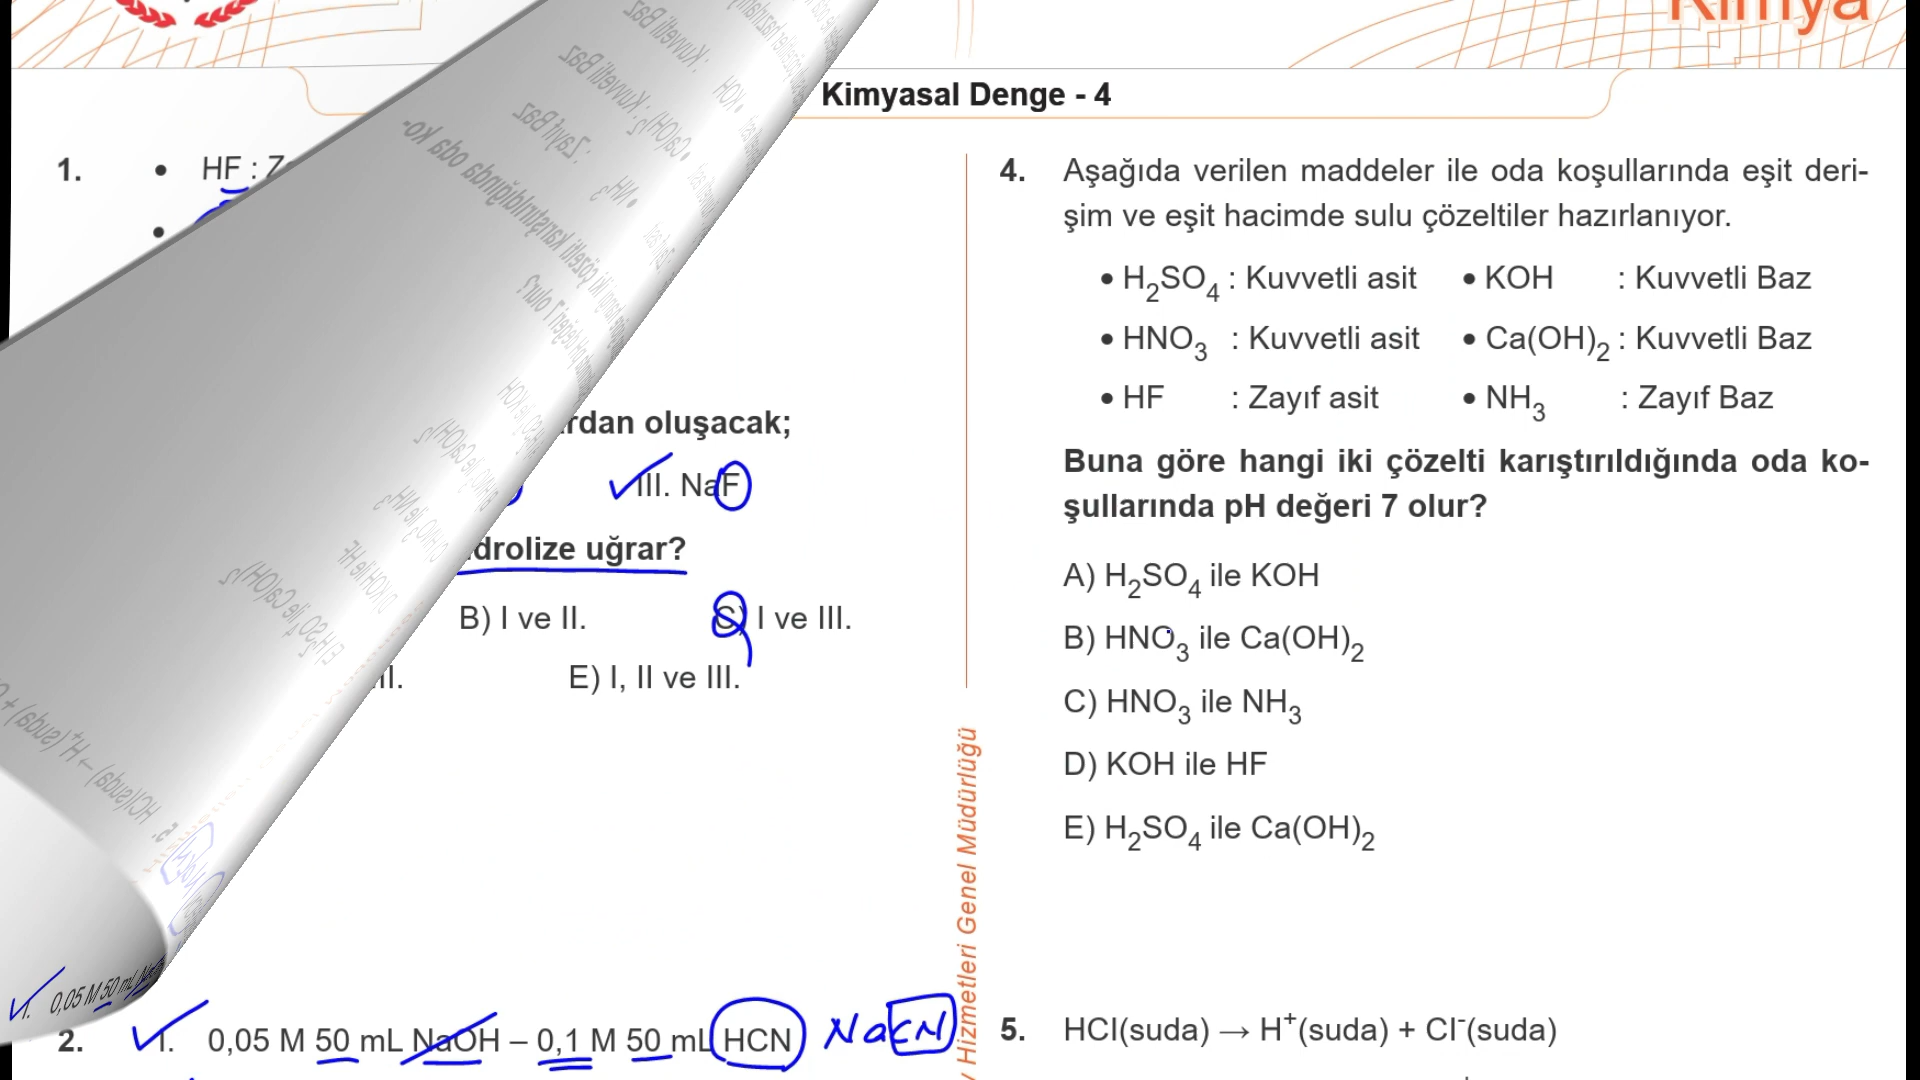 Kimya
Kimyasal Denge - 4
1. • HF :
•
rdan oluşacak;
III. NaF
drolize uğrar?
B) I ve II. C) I ve III.
II. E) I, II ve III.
2. I. 0,05 M 50 mL NaOH – 0,1 M 50 mL HCN NaCN
I. 0,05 M 50 mL
Hizmetleri Genel Müdürlüğü
4. Aşağıda verilen maddeler ile oda koşullarında eşit deri-
şim ve eşit hacimde sulu çözeltiler hazırlanıyor.
• H₂SO₄ : Kuvvetli asit • KOH : Kuvvetli Baz
• HNO₃ : Kuvvetli asit • Ca(OH)₂ : Kuvvetli Baz
• HF : Zayıf asit • NH₃ : Zayıf Baz
Buna göre hangi iki çözelti karıştırıldığında oda ko-
şullarında pH değeri 7 olur?
A) H₂SO₄ ile KOH
B) HNO₃ ile Ca(OH)₂
C) HNO₃ ile NH₃
D) KOH ile HF
E) H₂SO₄ ile Ca(OH)₂
5. HCl(suda) → H⁺(suda) + Cl⁻(suda)